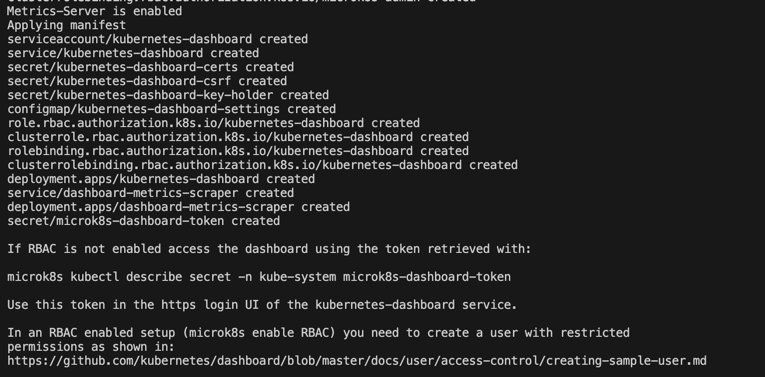 Metrics-Server is enabled
Applying manifest
serviceaccount/kubernetes-dashboard created
service/kubernetes-dashboard created
secret/kubernetes-dashboard-certs created
secret/kubernetes-dashboard-csrf created
secret/kubernetes-dashboard-key-holder created
configmap/kubernetes-dashboard-settings created
role.rbac.authorization.k8s.io/kubernetes-dashboard created
clusterrole.rbac.authorization.k8s.io/kubernetes-dashboard created
rolebinding.rbac.authorization.k8s.io/kubernetes-dashboard created
clusterrolebinding.rbac.authorization.k8s.io/kubernetes-dashboard created
deployment.apps/kubernetes-dashboard created
service/dashboard-metrics-scraper created
deployment.apps/dashboard-metrics-scraper created
secret/microk8s-dashboard-token created
If RBAC is not enabled access the dashboard using the token retrieved with:
microk8s kubectl describe secret -n kube-system microk8s-dashboard-token
Use this token in the https login UI of the kubernetes-dashboard service.
In an RBAC enabled setup (microk8s enable RBAC) you need to create a user with restricted
permissions as shown in:
https://github.com/kubernetes/dashboard/blob/master/docs/user/access-control/creating-sample-user.md